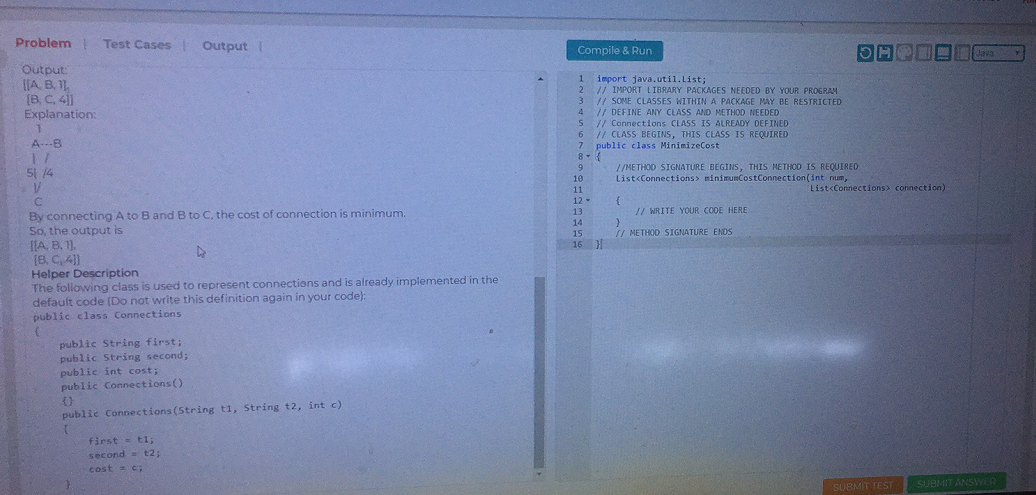 Problem | Test Cases | Output |
Output:
[[A, B, 1],
[B, C, 4]]
Explanation:
1
A---B
| /
5| /4
|/
C
By connecting A to B and B to C, the cost of connection is minimum.
So, the output is
[[A, B, 1],
[B, C, 4]]
Helper Description
The following class is used to represent connections and is already implemented in the
default code (Do not write this definition again in your code):
public class Connections
{
public String first;
public String second;
public int cost;
public Connections()
{}
public Connections(String t1, String t2, int c)
{
first = t1;
second = t2;
cost = c;
}
Compile & Run
Java
1 import java.util.List;
2 // IMPORT LIBRARY PACKAGES NEEDED BY YOUR PROGRAM
3 // SOME CLASSES WITHIN A PACKAGE MAY BE RESTRICTED
4 // DEFINE ANY CLASS AND METHOD NEEDED
5 // Connections CLASS IS ALREADY DEFINED
6 // CLASS BEGINS, THIS CLASS IS REQUIRED
7 public class MinimizeCost
8 {
9 //METHOD SIGNATURE BEGINS, THIS METHOD IS REQUIRED
10 List<Connections> minimumCostConnection(int num,
11 List<Connections> connection)
12 {
13 // WRITE YOUR CODE HERE
14 }
15 // METHOD SIGNATURE ENDS
16 }
SUBMIT TEST
SUBMIT ANSWER